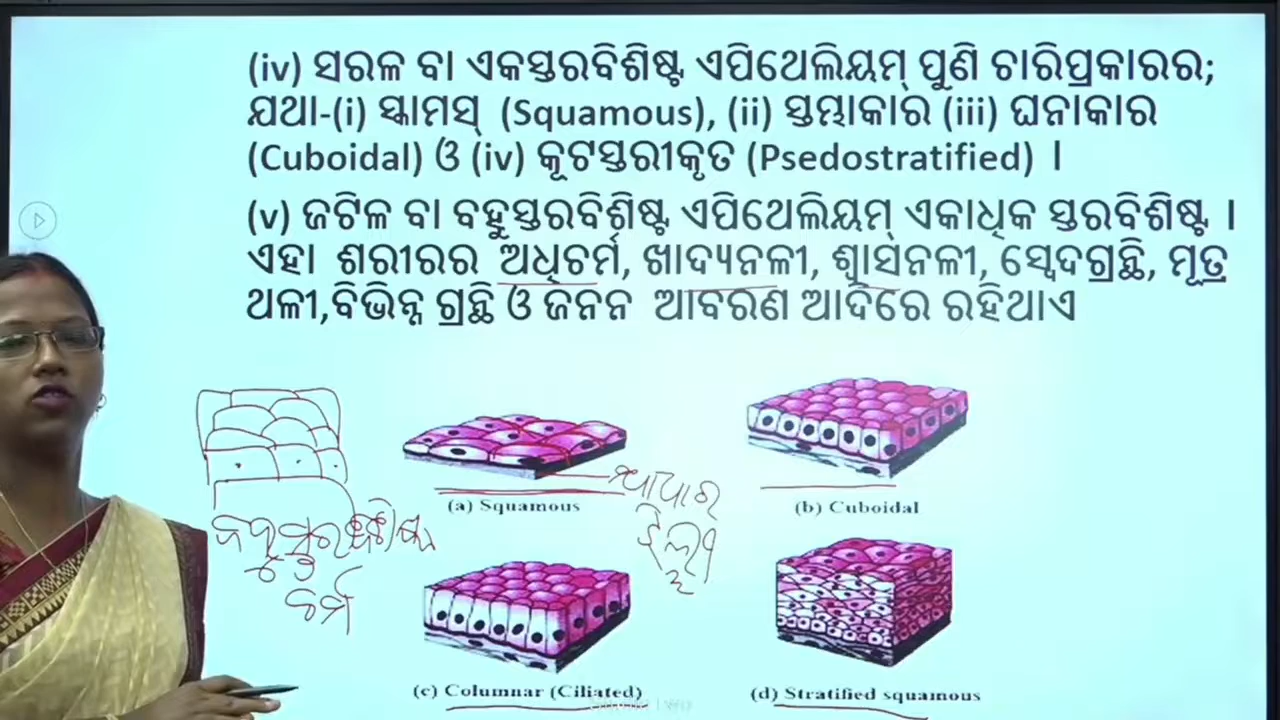 (iv) ସରଳ ବା ଏକସ୍ତରବିଶିଷ୍ଟ ଏପିଥେଲିୟମ୍ ପୁଣି ଚାରିପ୍ରକାରର;
ଯଥା-(i) ସ୍କାମସ୍ (Squamous), (ii) ସ୍ତମ୍ଭାକାର (iii) ଘନାକାର
(Cuboidal) ଓ (iv) କୂଟସ୍ତରୀକୃତ (Psedostratified) ।
(v) ଜଟିଳ ବା ବହୁସ୍ତରବିଶିଷ୍ଟ ଏପିଥେଲିୟମ୍ ଏକାଧିକ ସ୍ତରବିଶିଷ୍ଟ ।
ଏହା ଶରୀରର ଅଧିଚର୍ମ, ଖାଦ୍ୟନଳୀ, ଶ୍ୱାସନଳୀ, ସ୍ୱେଦଗ୍ରନ୍ଥି, ମୂତ୍ର
ଥଳୀ,ବିଭିନ୍ନ ଗ୍ରନ୍ଥି ଓ ଜନନ ଆବରଣ ଆଦିରେ ରହିଥାଏ
(a) Squamous
(b) Cuboidal
ଆଧାର
ଝିଲ୍ଲୀ
ଚର୍ମ
(c) Columnar (Ciliated)
(d) Stratified squamous